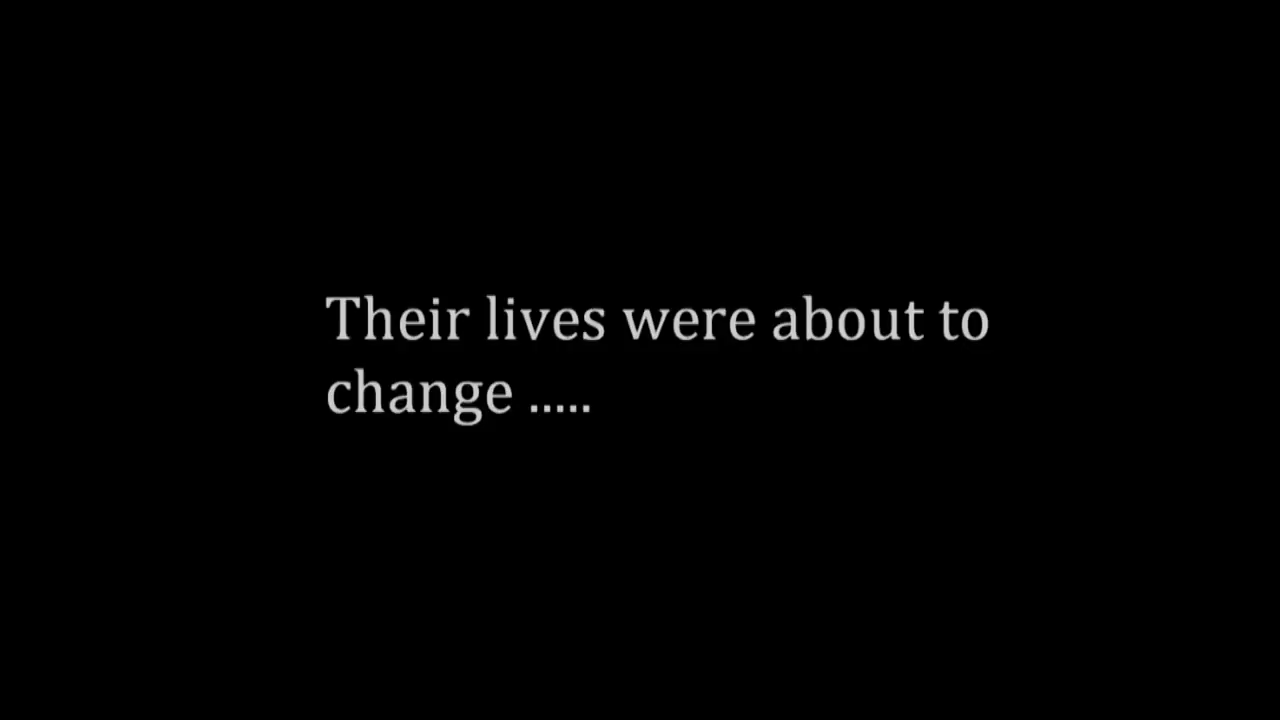 Their lives were about to
change .....